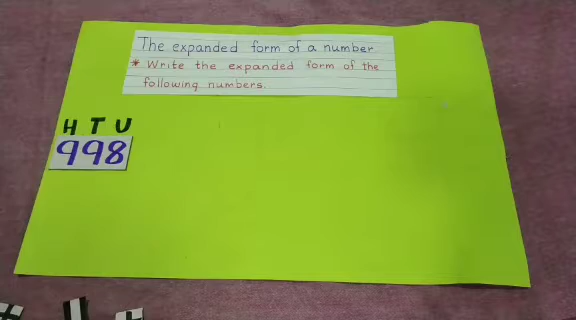 The expanded form of a number
* Write the expanded form of the
following numbers.
H T U
998